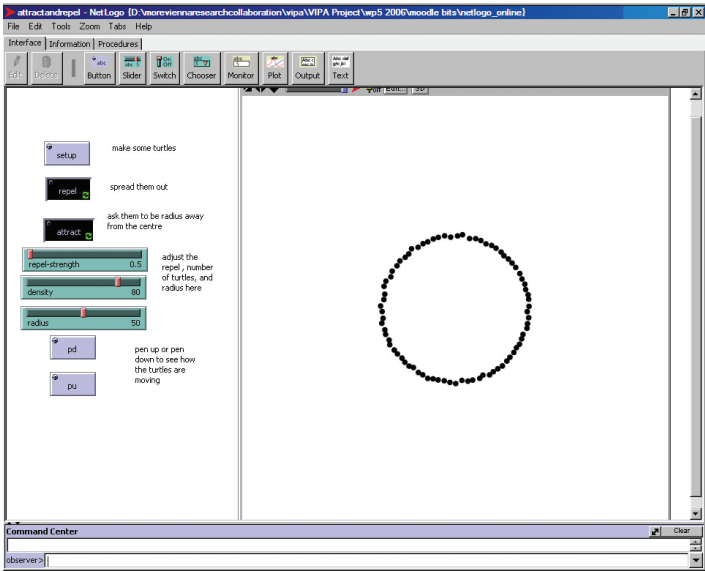 attractandrepel - NetLogo {D:\moreviennaresearchcollaboration\vipa\VIPA Project\wp5 2006\moodle bits\netlogo_online}
File Edit Tools Zoom Tabs Help
Interface Information Procedures
Edit Delete Button Slider Switch Chooser Monitor Plot Output Text
setup
make some turtles
repel
spread them out
attract
ask them to be radius away
from the centre
repel-strength 0.5
density 80
radius 50
adjust the
repel , number
of turtles, and
radius here
pd
pu
pen up or pen
down to see how
the turtles are
moving
Command Center Clear
observer>